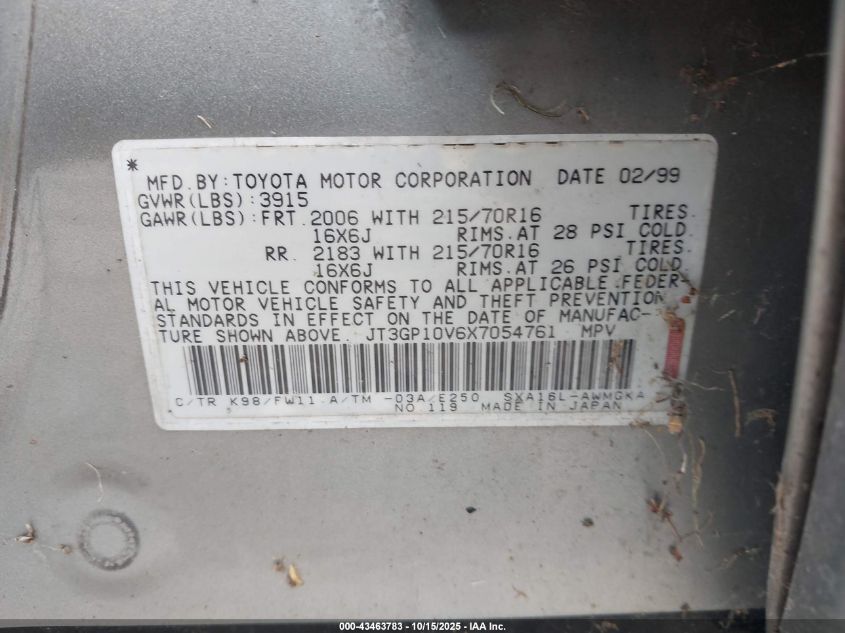 *
MFD.BY:TOYOTA MOTOR CORPORATION DATE 02/99
GVWR(LBS):3915
GAWR(LBS):FRT.2006 WITH 215/70R16 TIRES.
16X6J RIMS.AT 28 PSI COLD.
RR. 2183 WITH 215/70R16 TIRES.
16X6J RIMS.AT 26 PSI COLD.
THIS VEHICLE CONFORMS TO ALL APPLICABLE FEDER-
AL MOTOR VEHICLE SAFETY AND THEFT PREVENTION
STANDARDS IN EFFECT ON THE DATE OF MANUFAC-
TURE SHOWN ABOVE. JT3GP10V6X7054761 MPV
C/TR K98/FW11.A/TM -03A/E250 SXA16L-AWMGKA
NO.119 MADE IN JAPAN
000-43463783 - 10/15/2025 - IAA Inc.